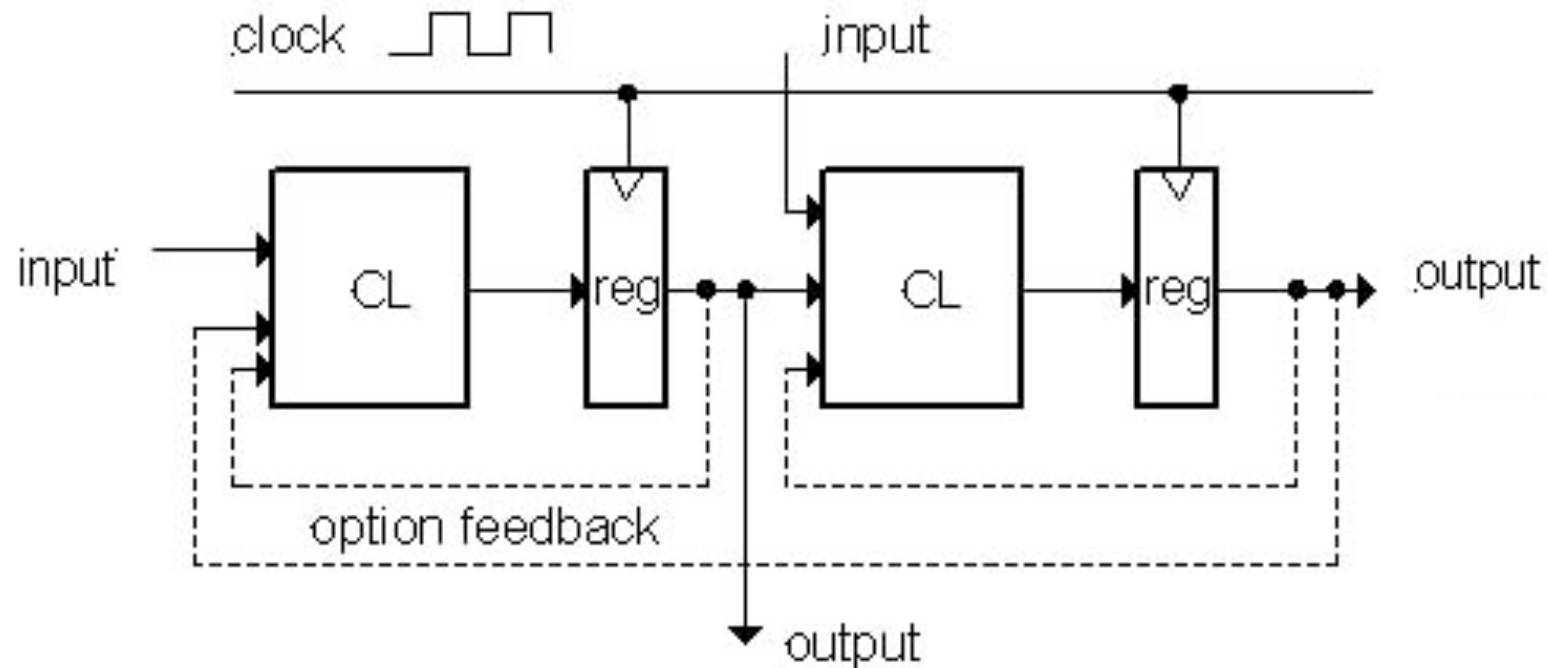 clock
input
input
CL
reg
CL
reg
output
option feedback
output